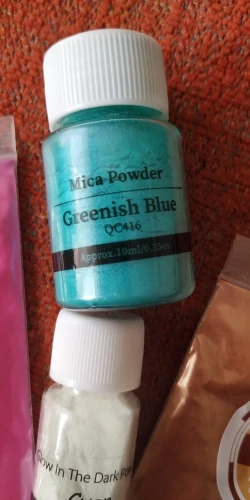 Mica Powder
Greenish Blue
QC416
Approx.10ml/0.35oz
Glow In The Dark